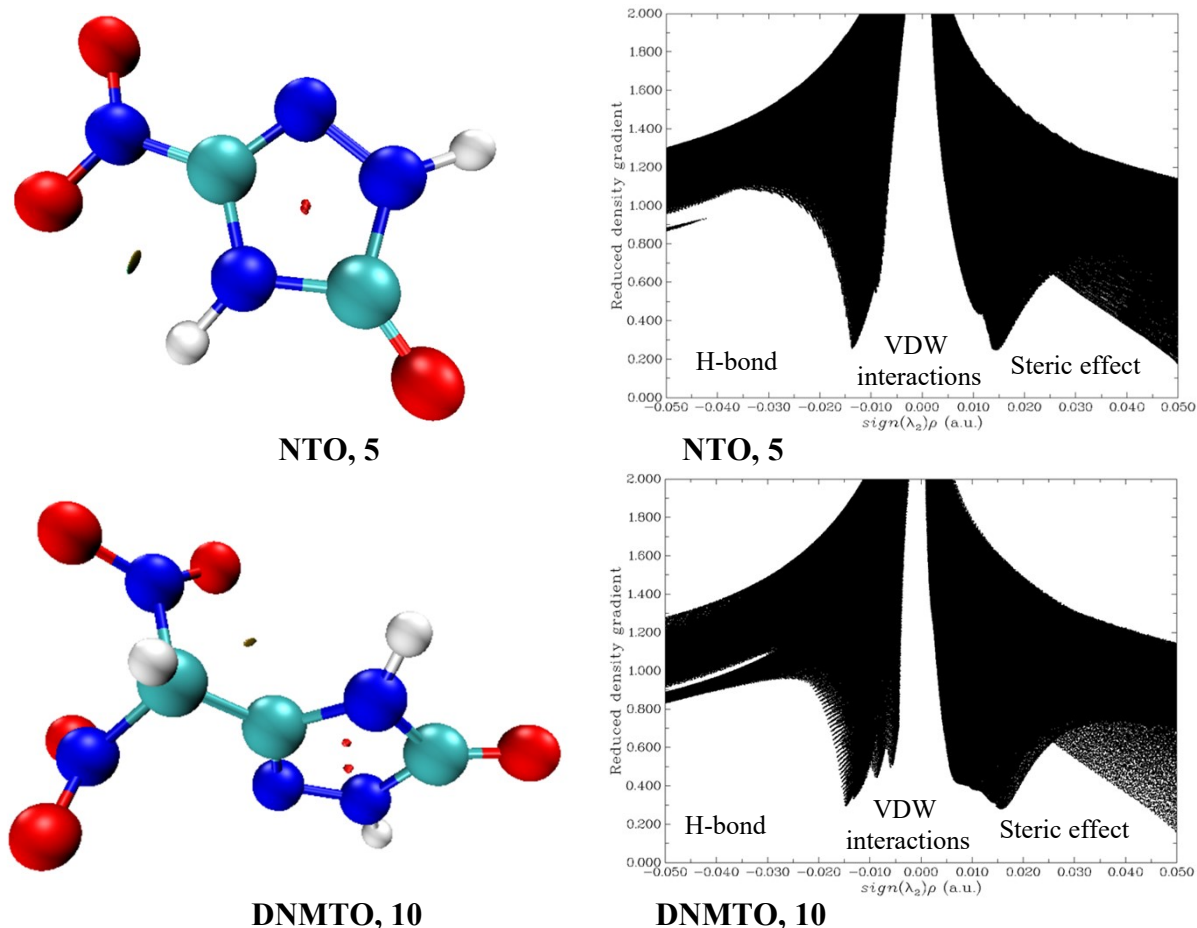 2.000
1.800
1.600
1.400
1.200
1.000
0.800
0.600
0.400
0.200
0.000
Reduced density gradient
H-bond
VDW
interactions
Steric effect
−0.050 −0.040 −0.030 −0.020 −0.010 0.000 0.010 0.020 0.030 0.040 0.050
sign(λ₂)ρ (a.u.)
NTO, 5
NTO, 5
2.000
1.800
1.600
1.400
1.200
1.000
0.800
0.600
0.400
0.200
0.000
Reduced density gradient
H-bond
VDW
interactions
Steric effect
−0.050 −0.040 −0.030 −0.020 −0.010 0.000 0.010 0.020 0.030 0.040 0.050
sign(λ₂)ρ (a.u.)
DNMTO, 10
DNMTO, 10